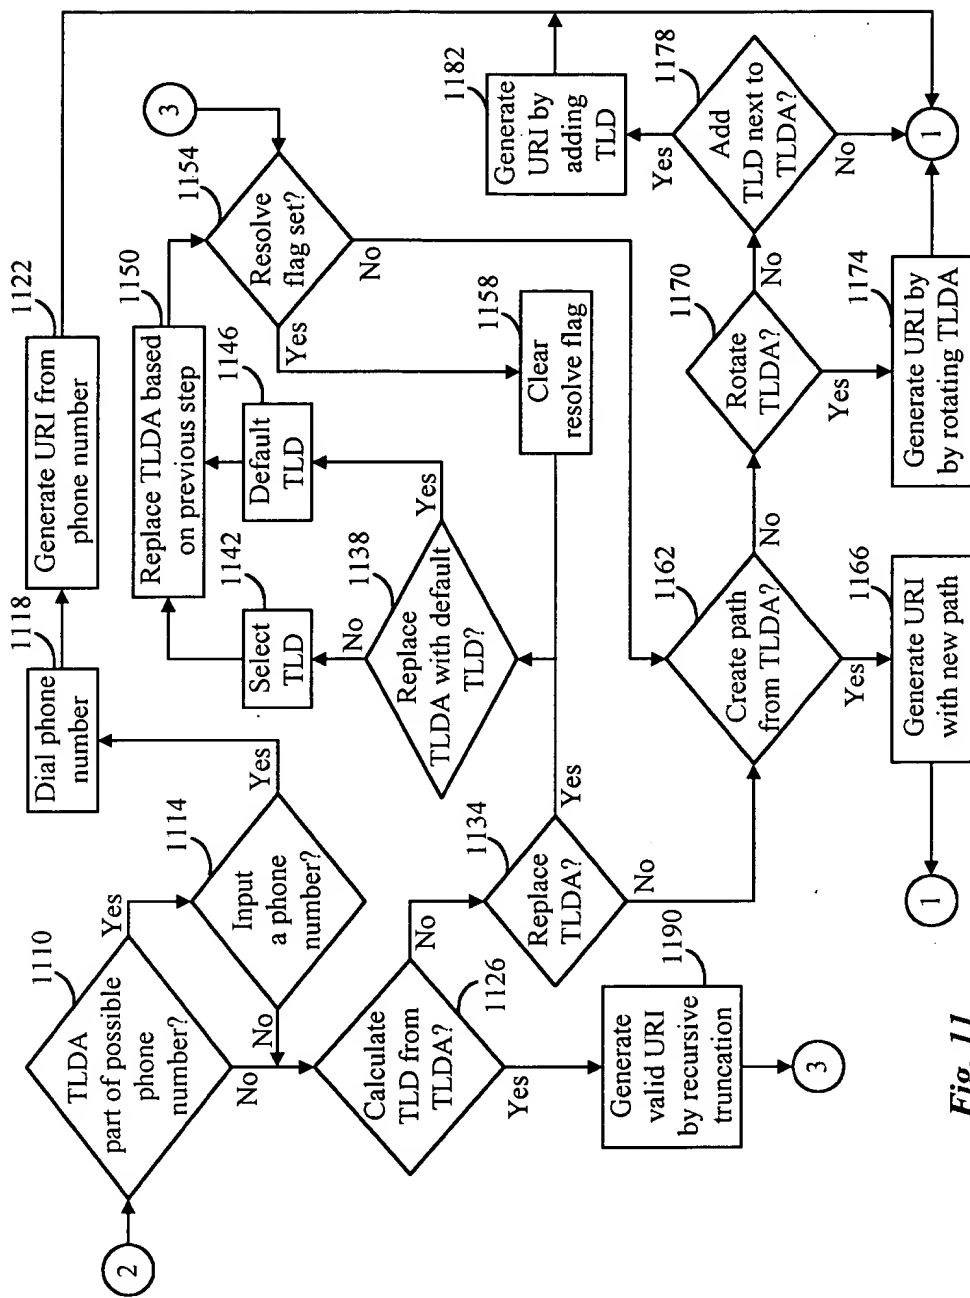 2
TLDA
part of possible
phone
number?
1110
Yes
No
Input
a phone
number?
1114
Yes
No
Dial phone
number
1118
Generate URI from
phone number
1122
Calculate
TLD from
TLDA?
1126
No
Yes
Generate
valid URI
by recursive
truncation
1190
3
Replace
TLDA?
1134
Yes
No
Replace
TLDA with default
TLD?
1138
No
Yes
Select
TLD
1142
Default
TLD
1146
Replace TLDA based
on previous step
1150
3
Resolve
flag set?
1154
Yes
No
Clear
resolve flag
1158
Create path
from TLDA?
1162
No
Yes
Generate URI
with new path
1166
1
Rotate
TLDA?
1170
No
Yes
Generate URI by
by rotating TLDA
1174
Add
TLD next to
TLDA?
1178
Yes
No
Generate
URI by
adding
TLD
1182
1
Fig. 11